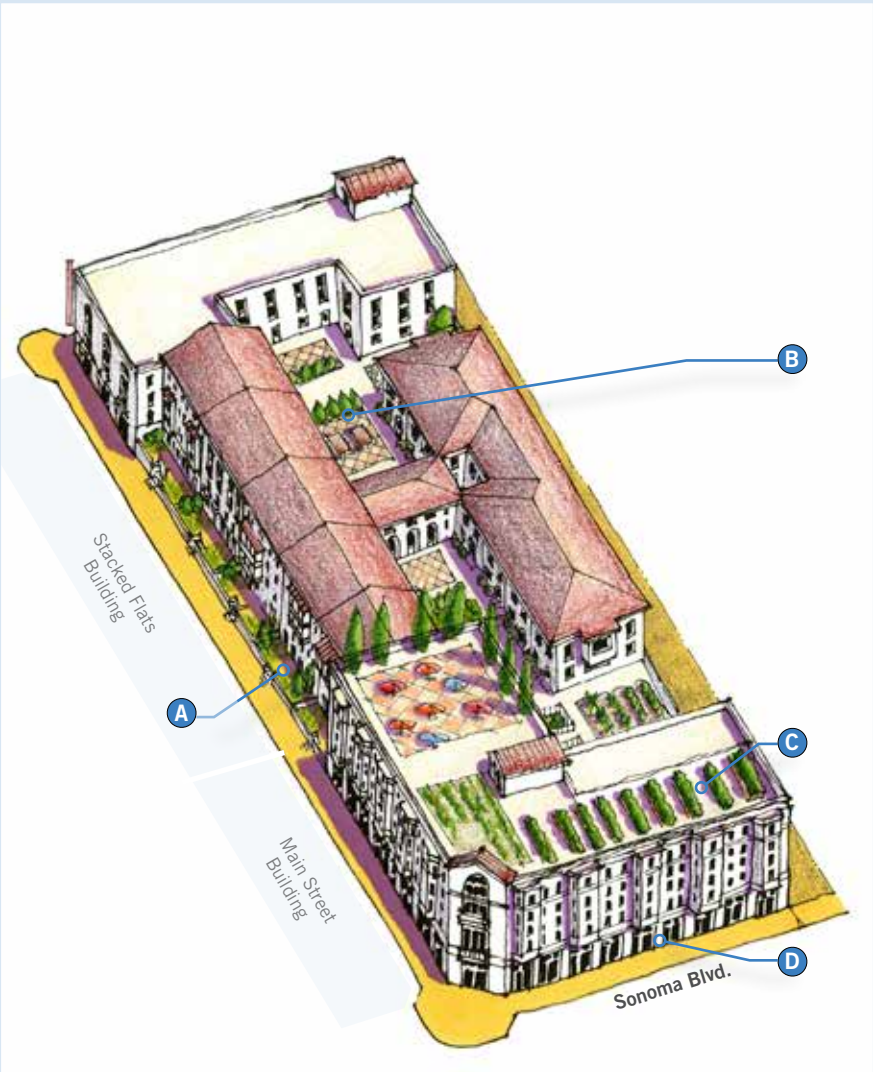 B
Stacked Flats
Building
A
C
Main Street
Building
D
Sonoma Blvd.